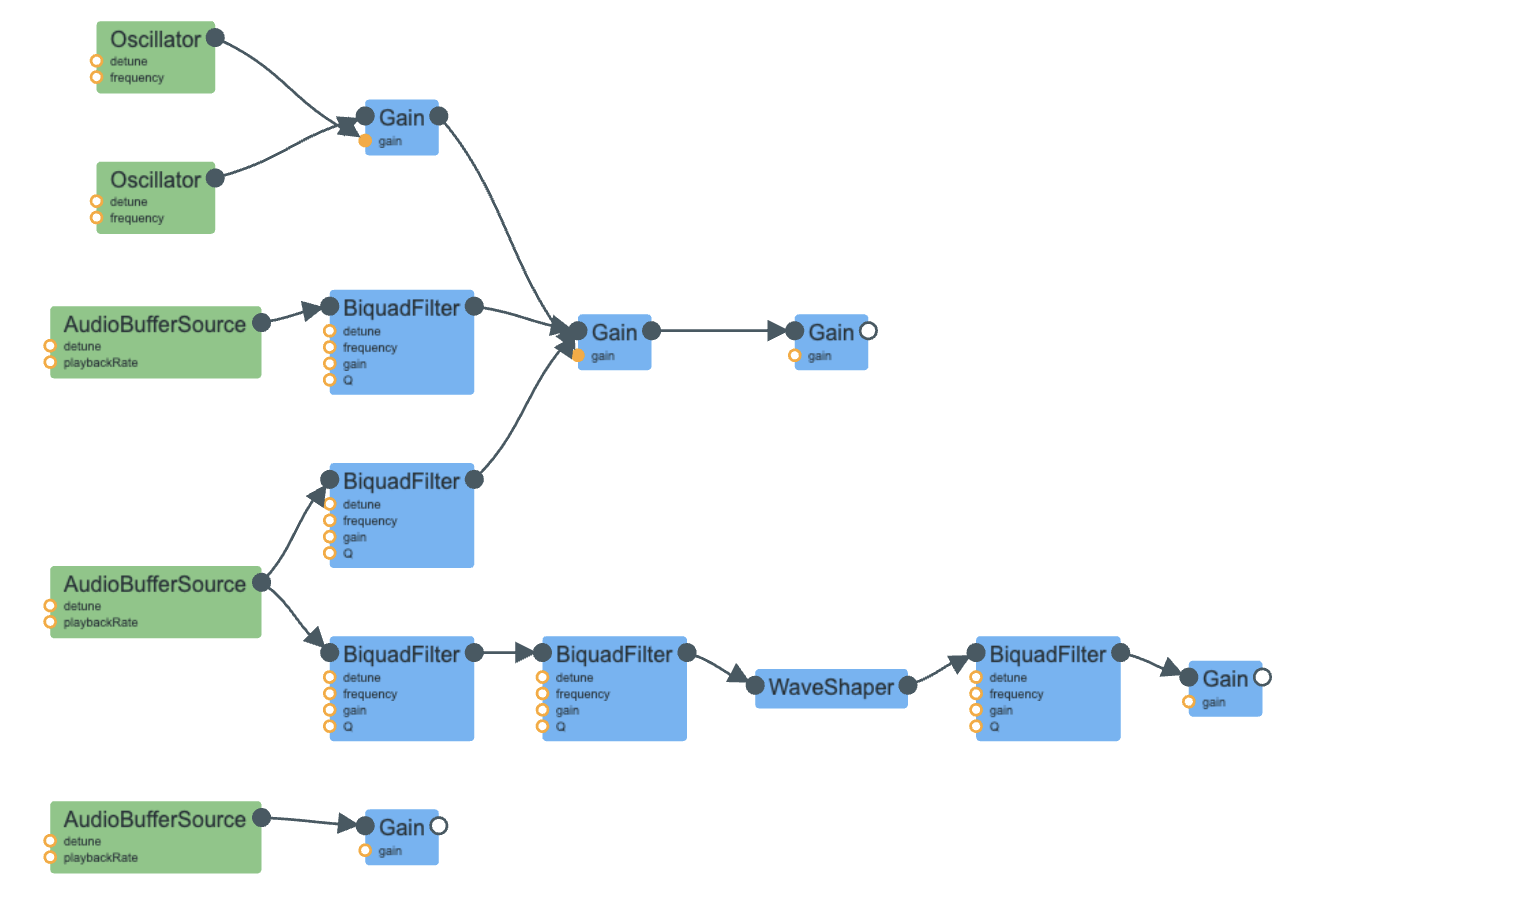 Oscillator
detune
frequency
Gain
gain
Oscillator
detune
frequency
AudioBufferSource
detune
playbackRate
BiquadFilter
detune
frequency
gain
Q
Gain
gain
Gain
gain
BiquadFilter
detune
frequency
gain
Q
AudioBufferSource
detune
playbackRate
BiquadFilter
detune
frequency
gain
Q
BiquadFilter
detune
frequency
gain
Q
WaveShaper
BiquadFilter
detune
frequency
gain
Q
Gain
gain
AudioBufferSource
detune
playbackRate
Gain
gain